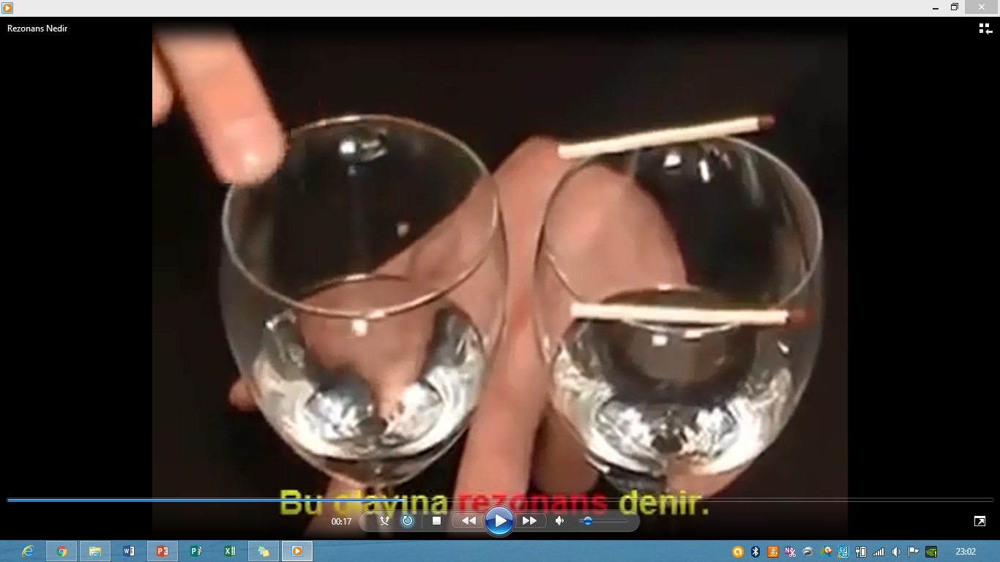 Rezonans Nedir
Bu olayına rezonans denir.
00:17
23:02